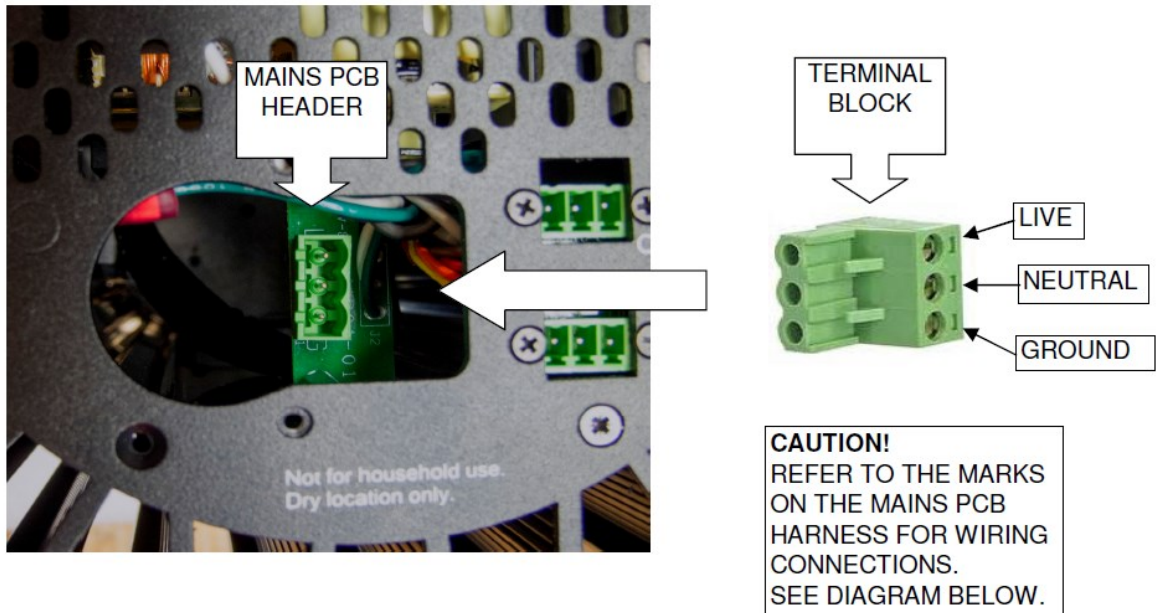 MAINS PCB
HEADER
TERMINAL
BLOCK
LIVE
NEUTRAL
GROUND
J2
Not for household use.
Dry location only.
CAUTION!
REFER TO THE MARKS
ON THE MAINS PCB
HARNESS FOR WIRING
CONNECTIONS.
SEE DIAGRAM BELOW.